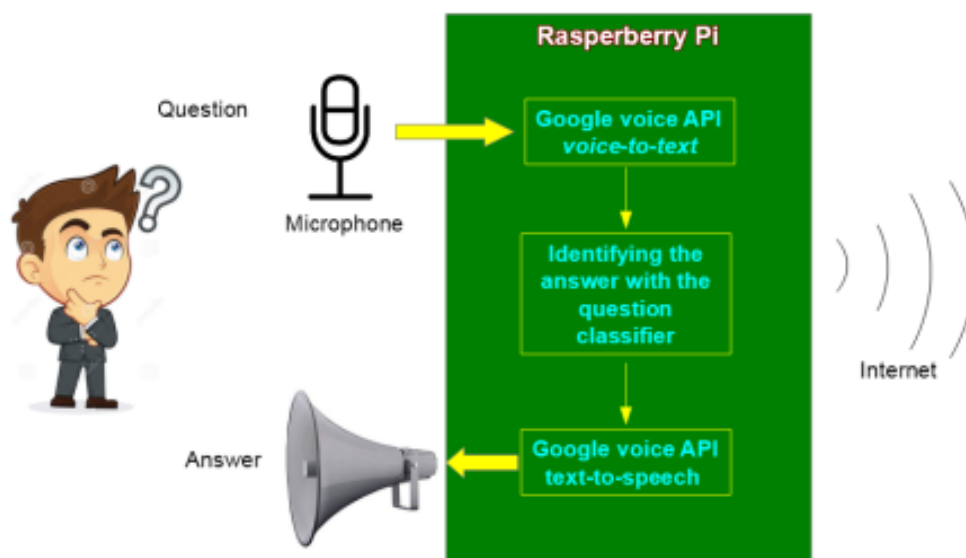 Rasperberry Pi
Question
Microphone
Google voice API
voice-to-text
Identifying the
answer with the
question
classifier
Internet
Answer
Google voice API
text-to-speech